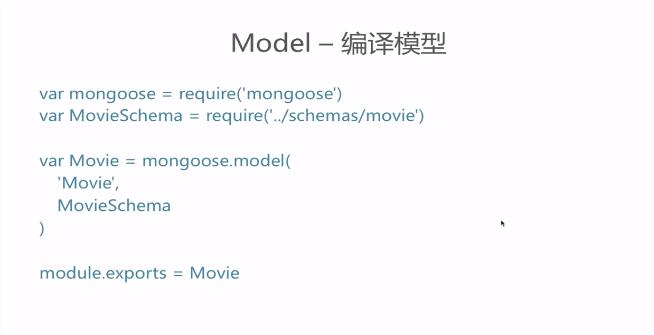 Model – 编译模型
var mongoose = require('mongoose')
var MovieSchema = require('../schemas/movie')
var Movie = mongoose.model(
'Movie',
MovieSchema
)
module.exports = Movie